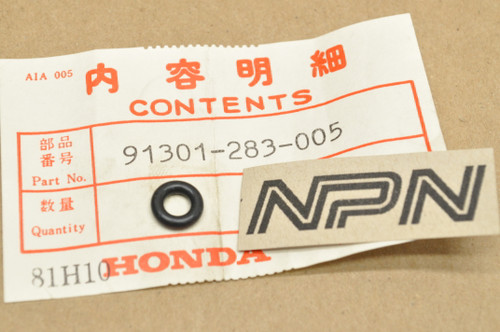 AIA 005
内容明細
CONTENTS
部品
番号
Part No.
91301-283-005
数量
Quantity
NPN
81H10
HONDA